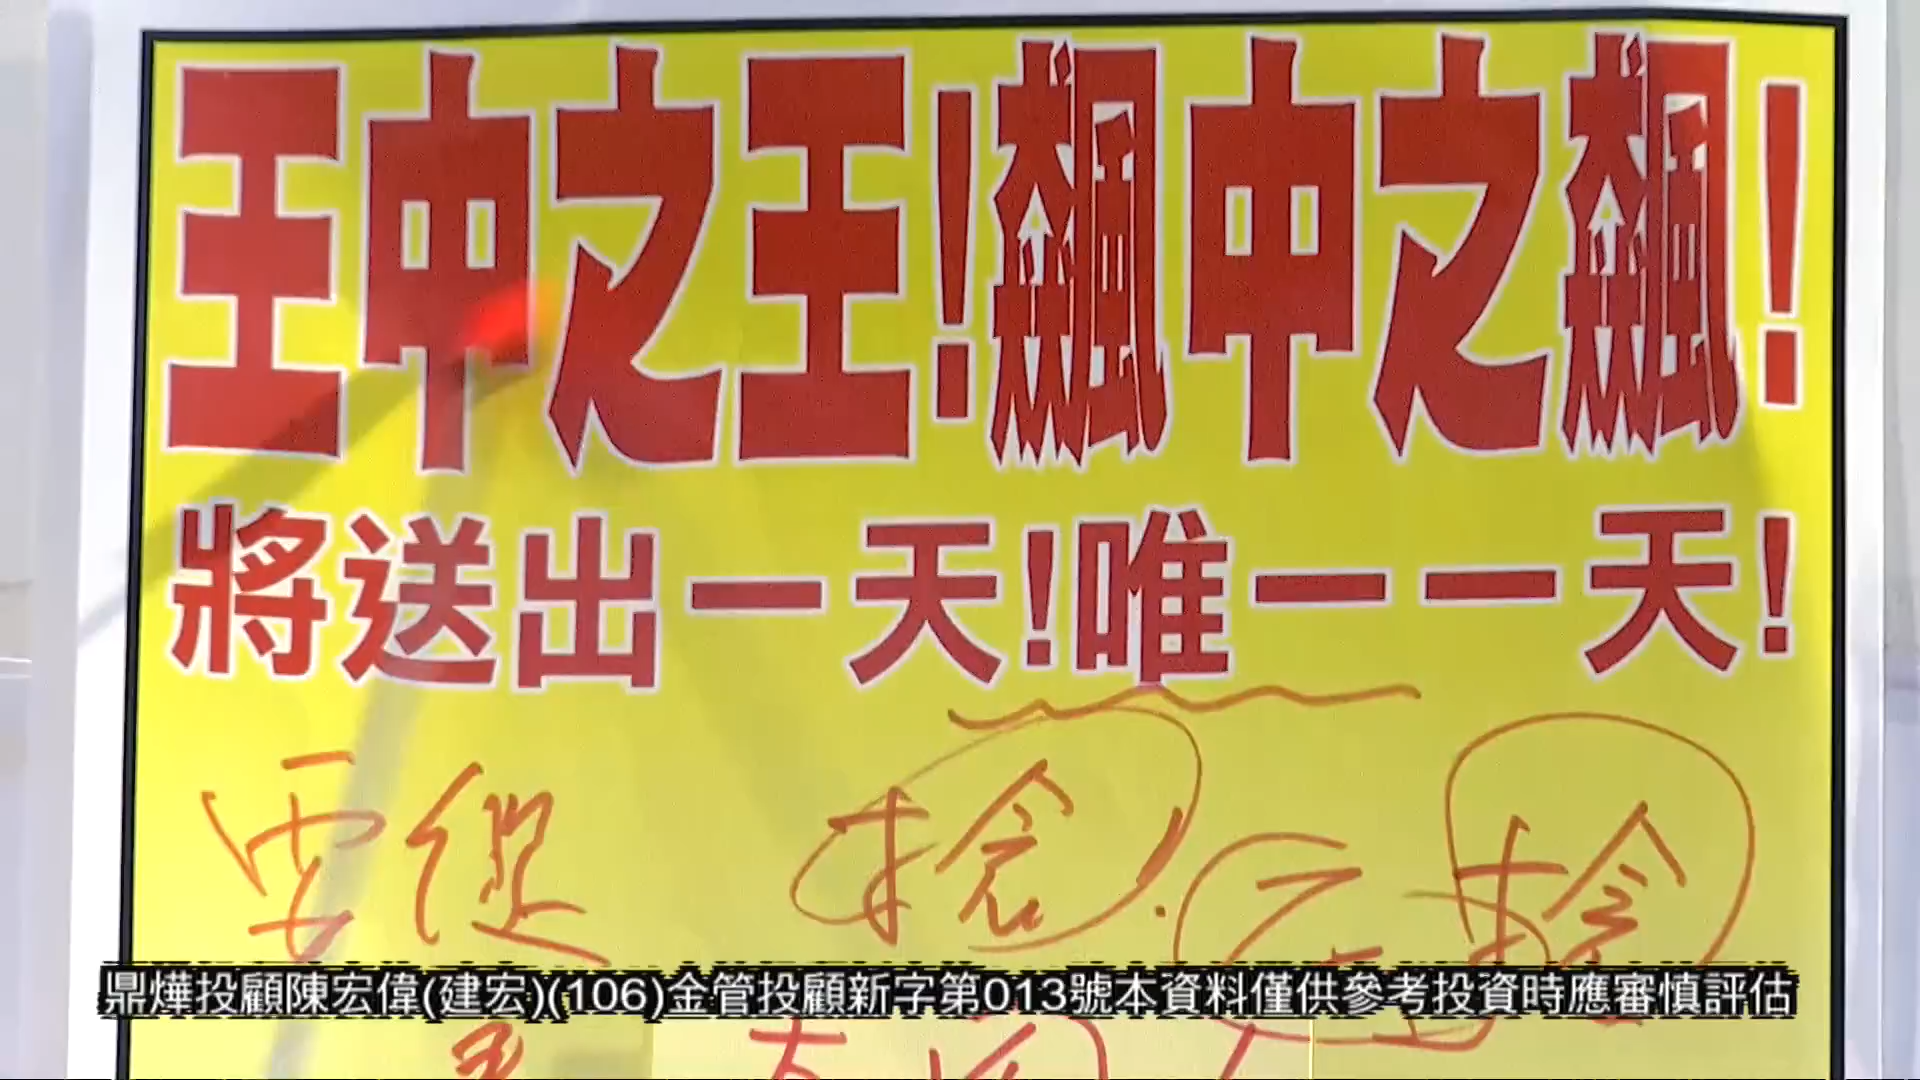 王中之王!飆中之飆!
將送出一天!唯一一天!
要從 搶 搶
鼎燁投顧陳宏偉(建宏)(106)金管投顧新字第013號本資料僅供參考投資時應審慎評估